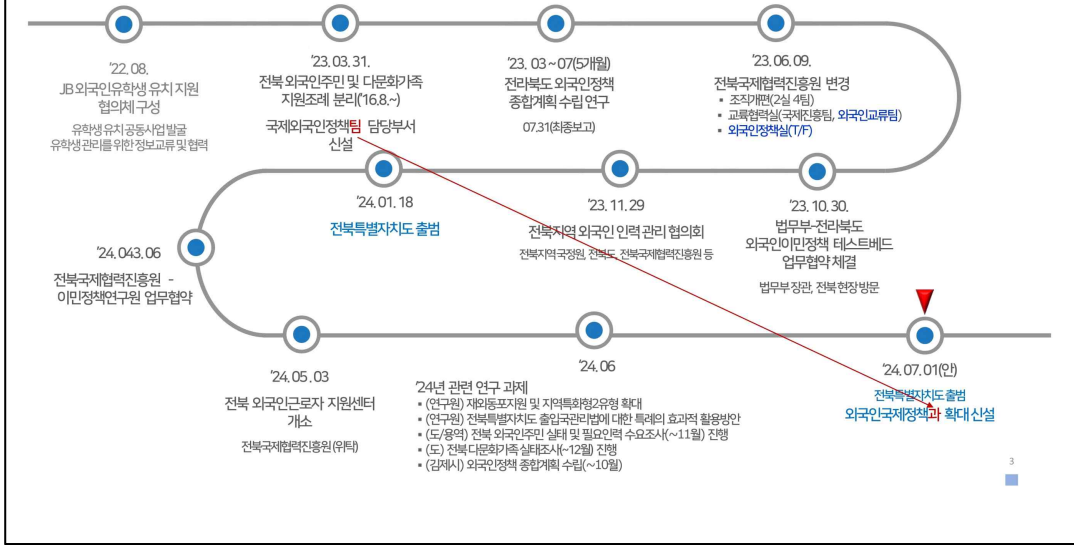 '22. 08.
JB 외국인유학생 유치 지원
협의체 구성
유학생 유치 공동사업 발굴
유학생 관리를 위한 정보교류 및 협력
'23. 03. 31.
전북 외국인주민 및 다문화가족
지원조례 분리('16.8.~)
국제외국인정책팀 담당부서
신설
'23. 03 ~ 07(5개월)
전라북도 외국인정책
종합계획 수립 연구
07.31(최종보고)
'23. 06. 09.
전북국제협력진흥원 변경
▪ 조직개편(2실 4팀)
▪ 교류협력실(국제진흥팀, 외국인교류팀)
▪ 외국인정책실(T/F)
'23. 10. 30.
법무부-전라북도
외국인이민정책 테스트베드
업무협약 체결
법무부 장관, 전북 현장 방문
'23. 11. 29
전북지역 외국인 인력 관리 협의회
전북지역 국정원, 전북도, 전북국제협력진흥원 등
'24. 01. 18
전북특별자치도 출범
'24. 043. 06
전북국제협력진흥원 -
이민정책연구원 업무협약
'24. 05. 03
전북 외국인근로자 지원센터
개소
전북국제협력진흥원 (위탁)
'24. 06
'24년 관련 연구 과제
▪ (연구원) 재외동포지원 및 지역특화형2유형 확대
▪ (연구원) 전북특별자치도 출입국관리법에 대한 특례의 효과적 활용방안
▪ (도/용역) 전북 외국인주민 실태 및 필요인력 수요조사(~11월) 진행
▪ (도) 전북 다문화가족 실태조사(~12월) 진행
▪ (김제시) 외국인정책 종합계획 수립(~10월)
'24. 07. 01(안)
전북특별자치도 출범
외국인국제정책과 확대 신설
3